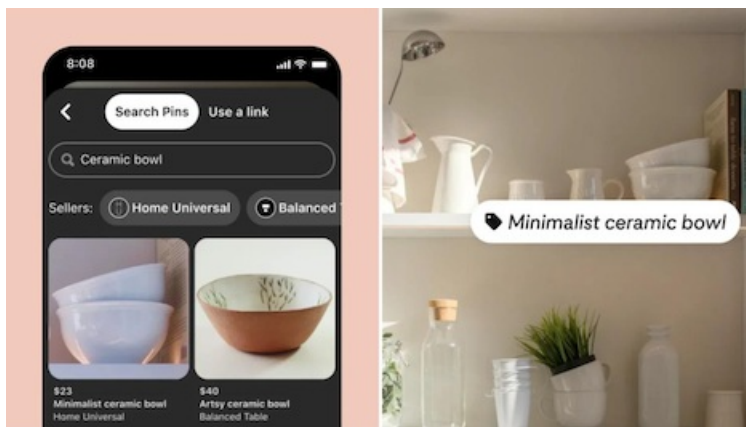 8:08
Search Pins Use a link
Ceramic bowl
Sellers: Home Universal Balanced
$23
Minimalist ceramic bowl
Home Universal
$40
Artsy ceramic bowl
Balanced Table
Minimalist ceramic bowl